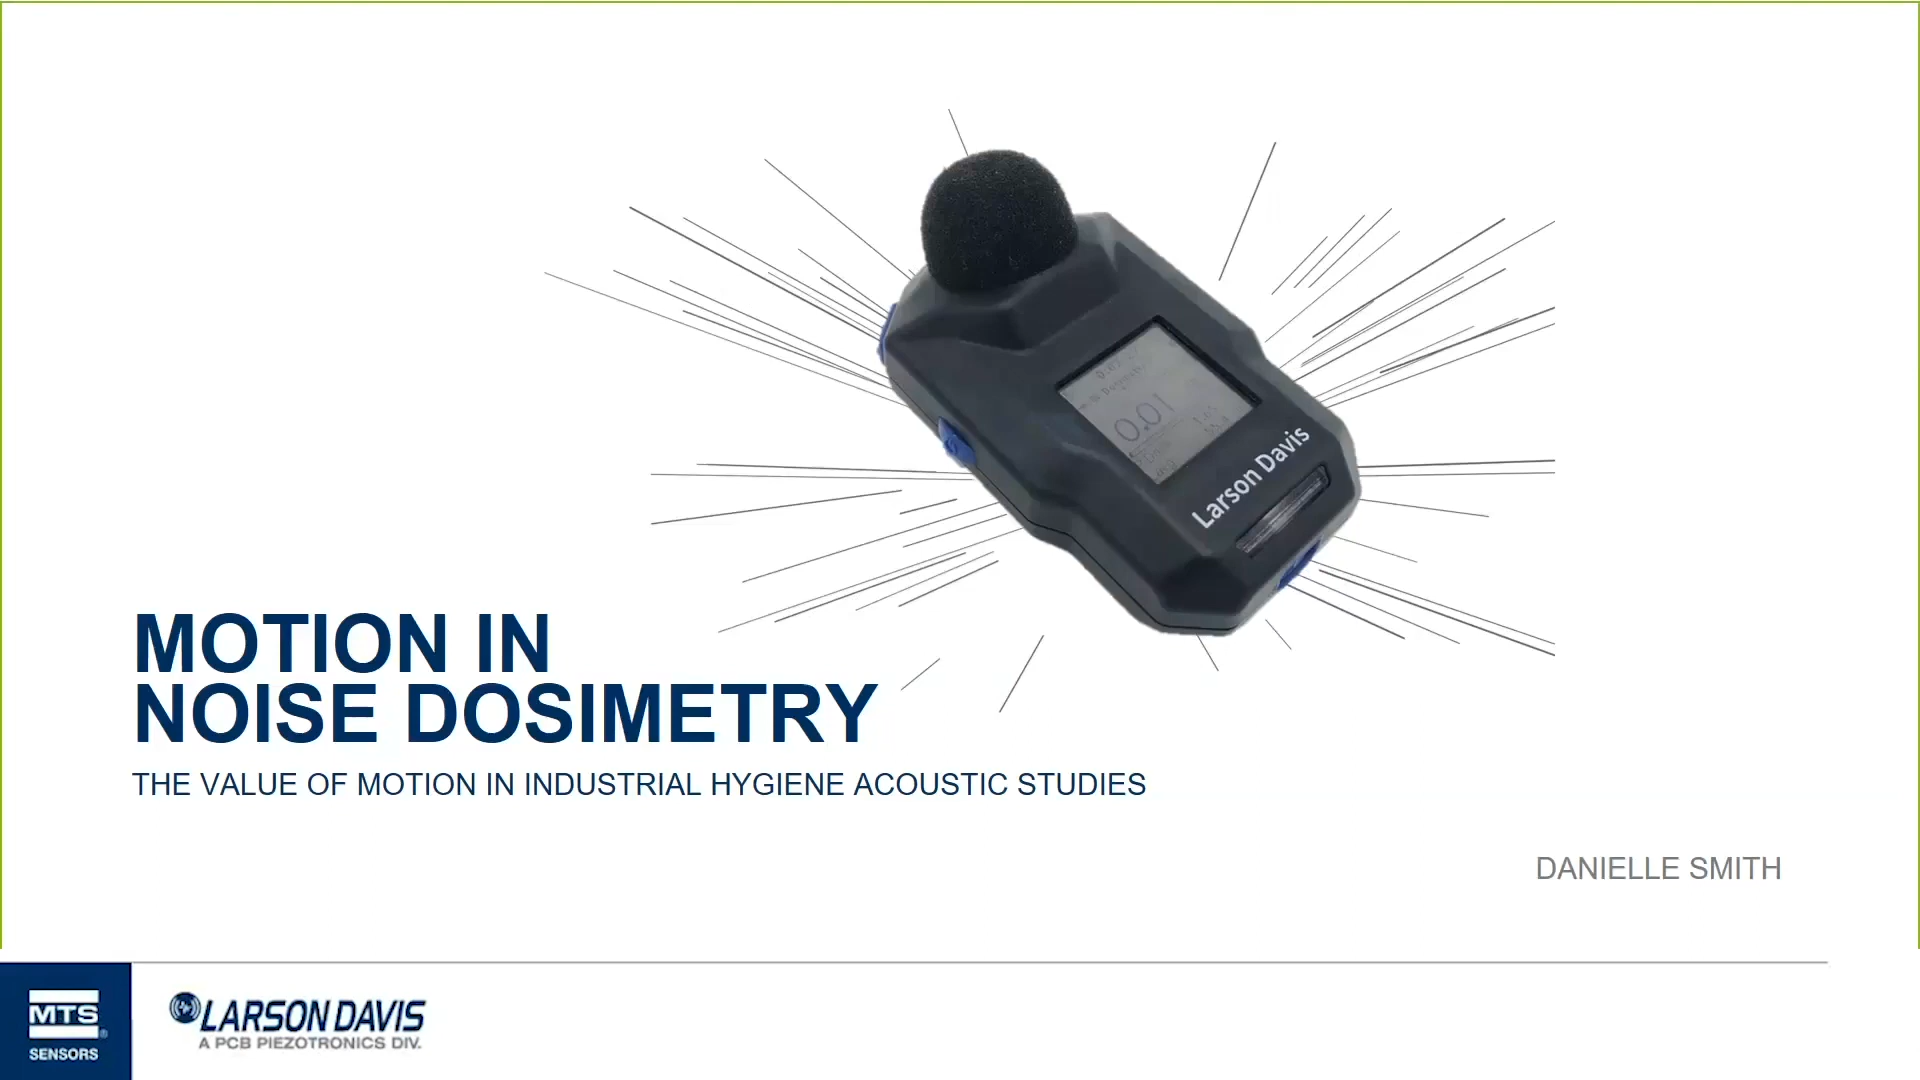 0.01
Larson Davis
MOTION IN
NOISE DOSIMETRY
THE VALUE OF MOTION IN INDUSTRIAL HYGIENE ACOUSTIC STUDIES
DANIELLE SMITH
MTS®
SENSORS
LARSON DAVIS
A PCB PIEZOTRONICS DIV.